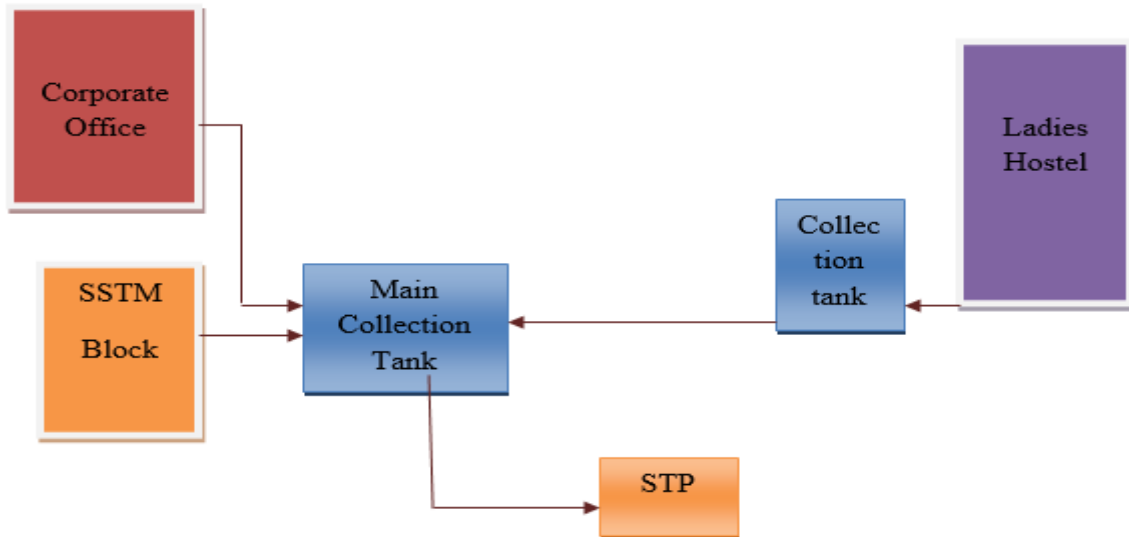 Corporate
Office
Ladies
Hostel
Collec
tion
tank
SSTM
Block
Main
Collection
Tank
STP